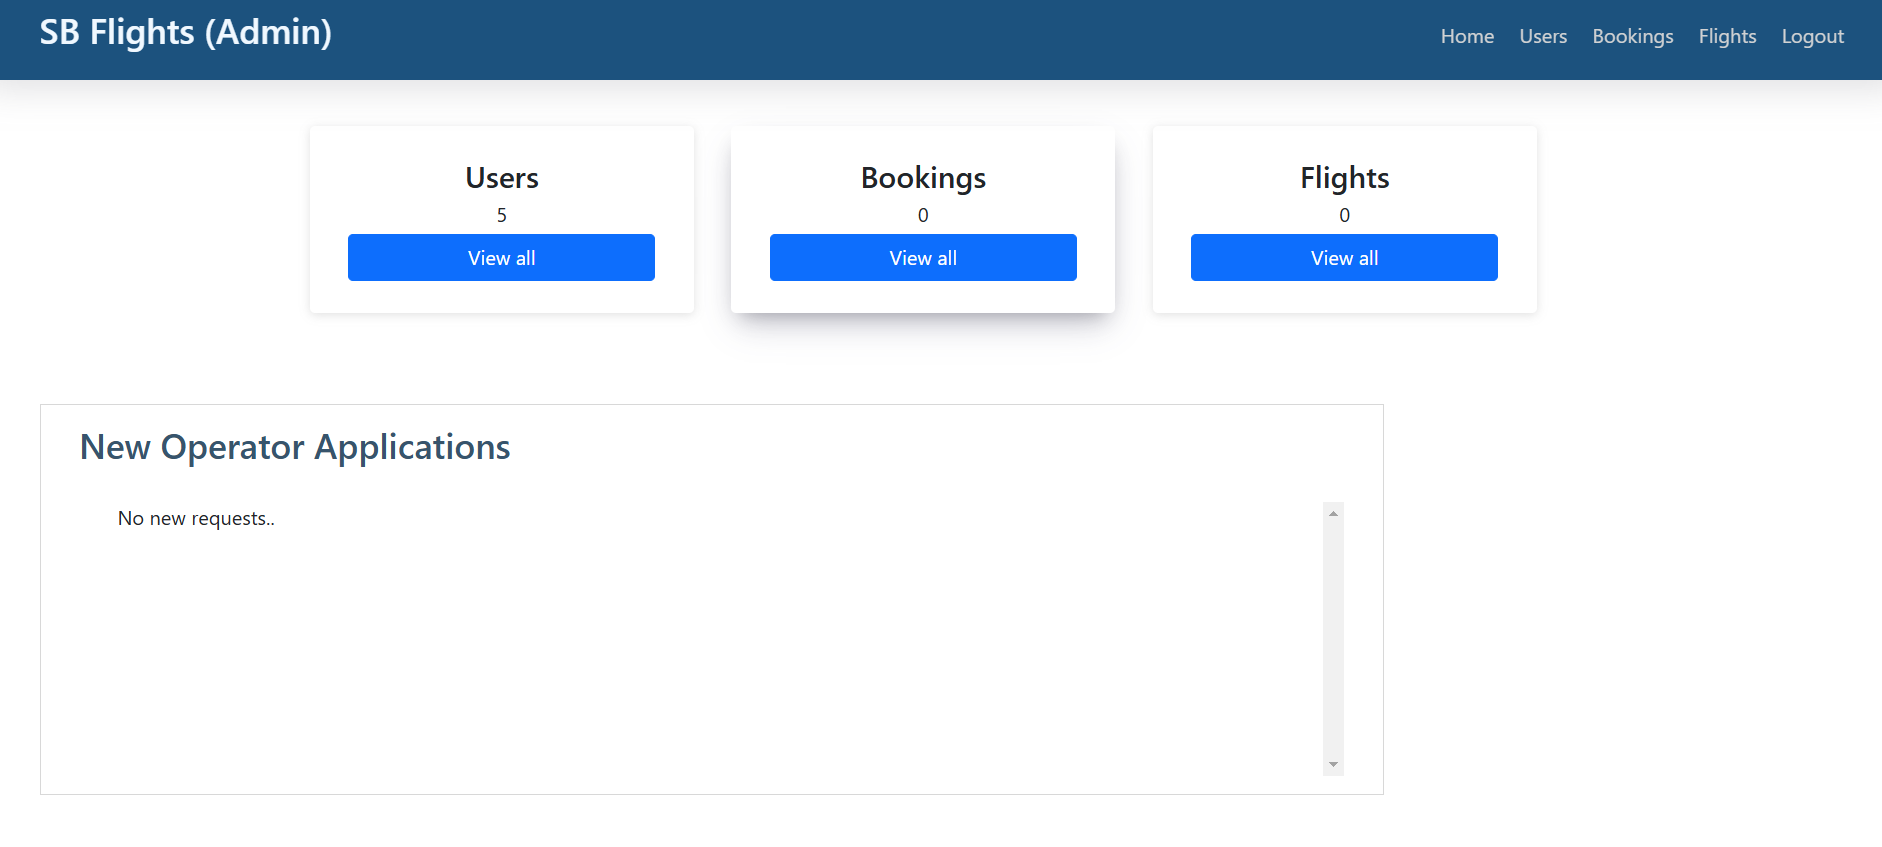 SB Flights (Admin)
Home Users Bookings Flights Logout
Users
5
View all
Bookings
0
View all
Flights
0
View all
New Operator Applications
No new requests..